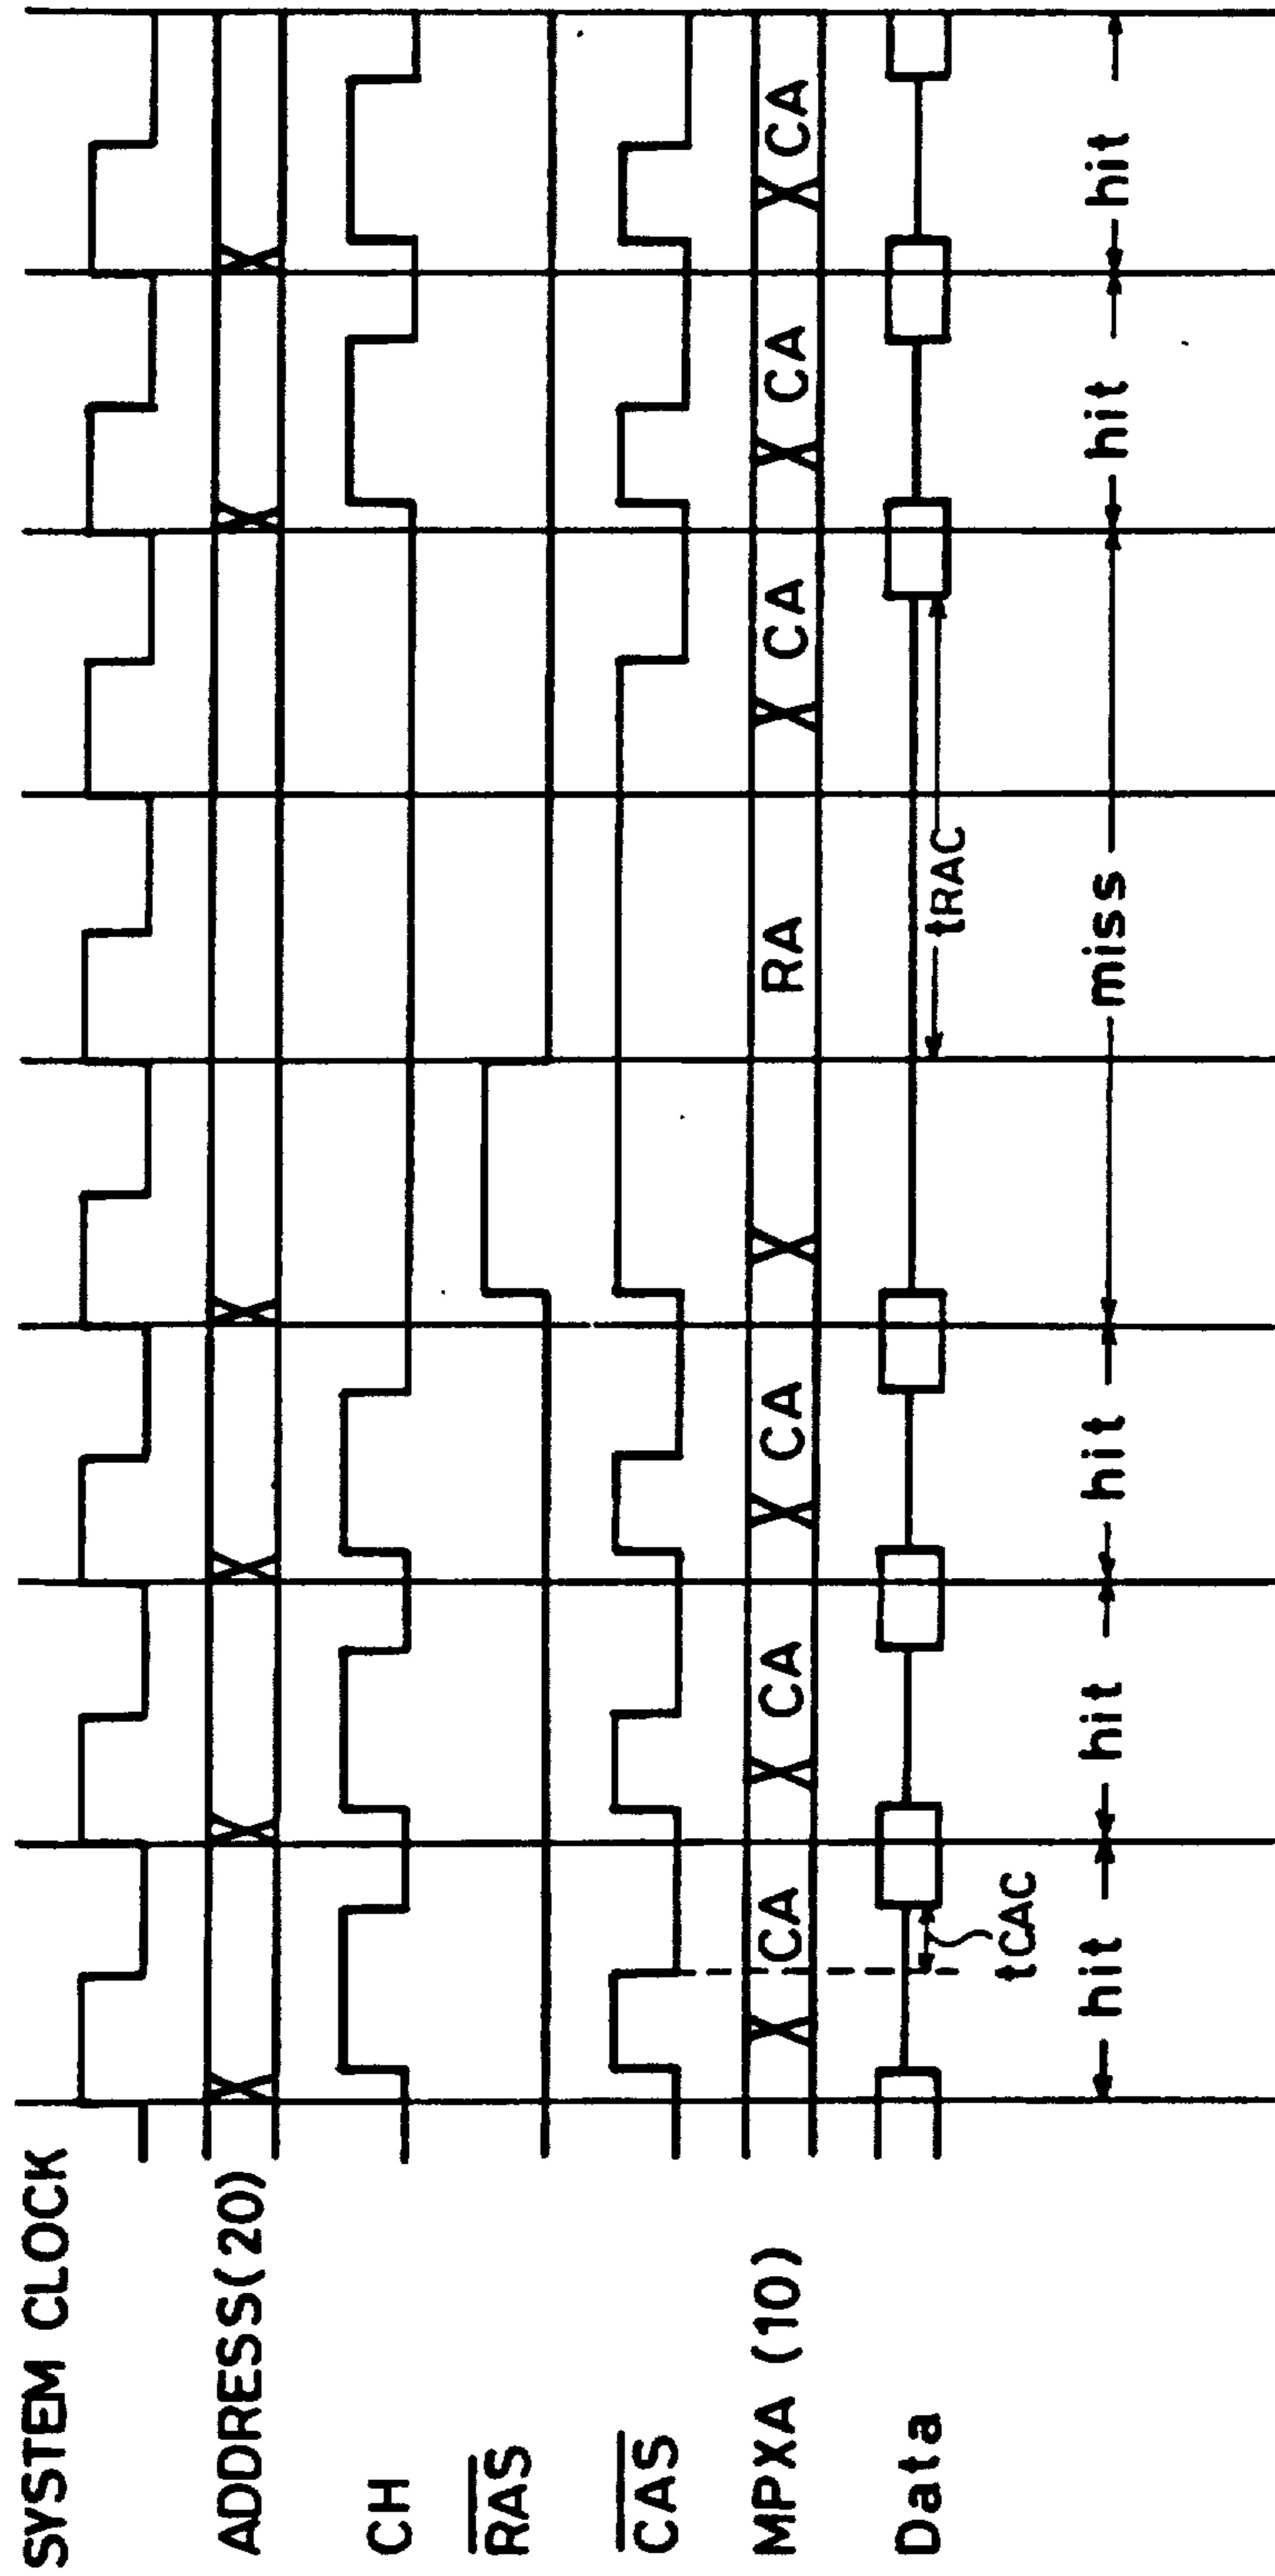 SYSTEM CLOCK
ADDRESS(20)
CH
RAS
CAS
MPXA (10)
CA CA CA RA CA CA CA
Data
tCAC tRAC
hit hit hit miss hit hit